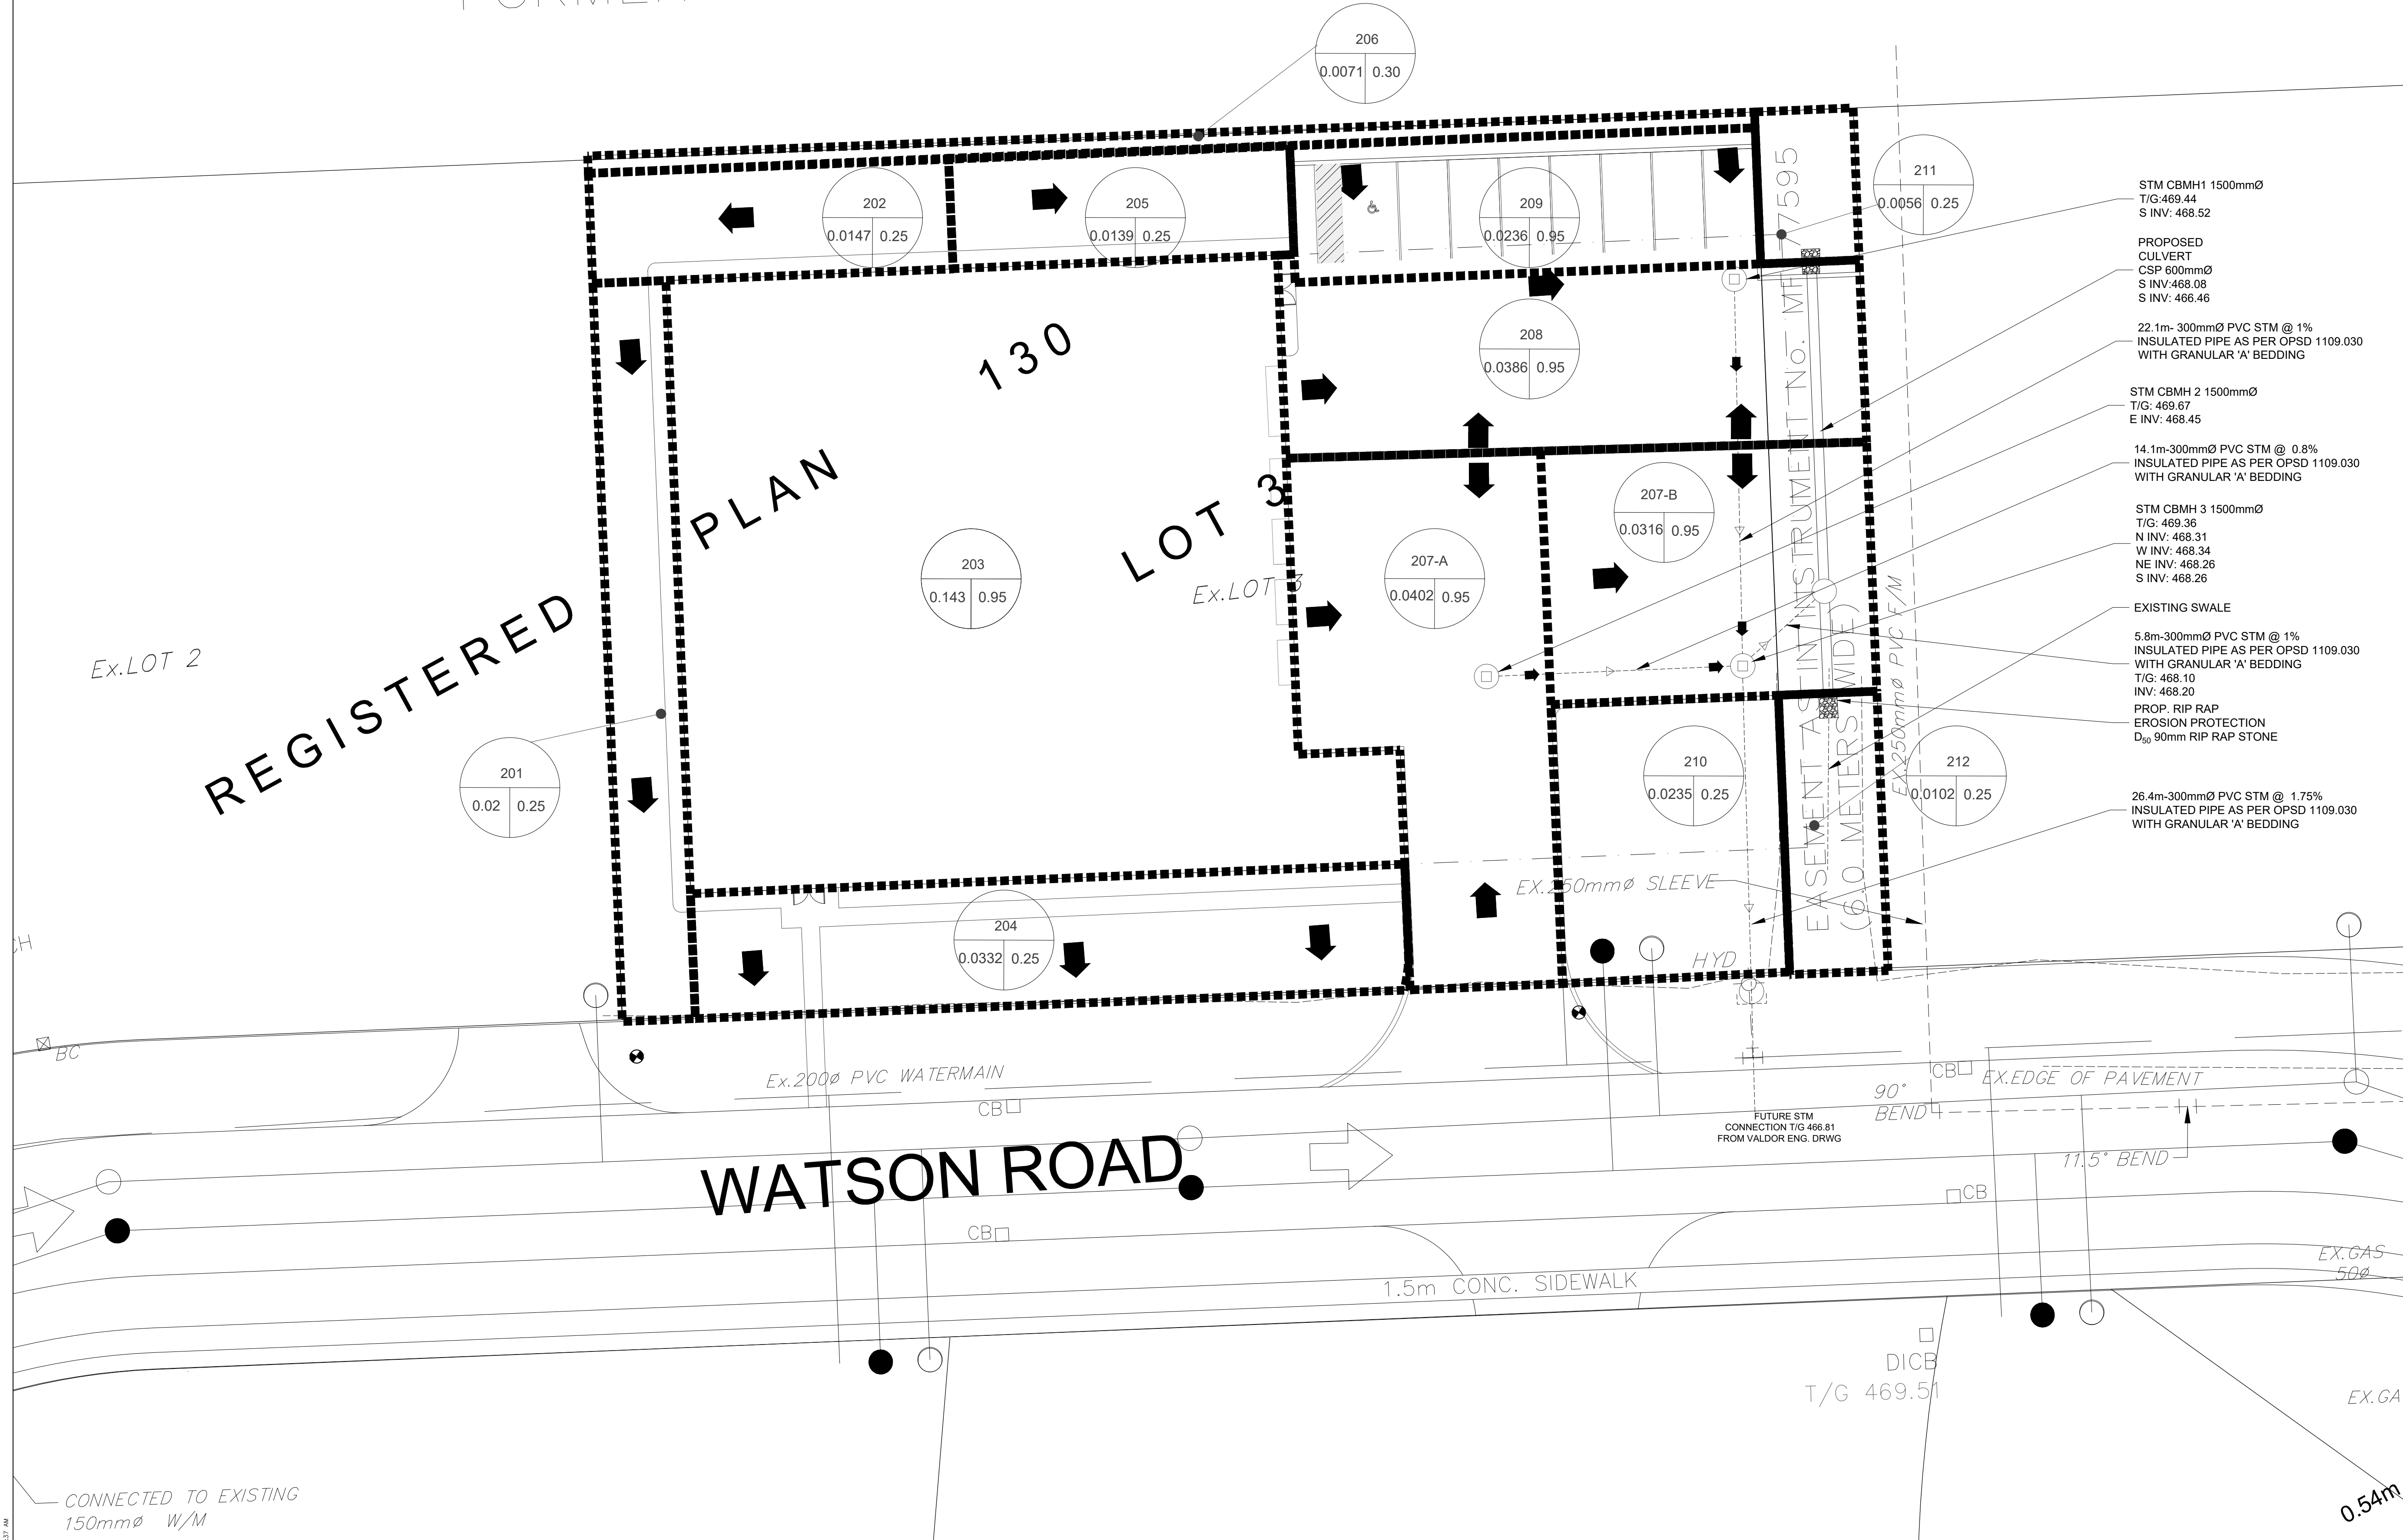 206
0.0071 0.30
202
0.0147 0.25
205
0.0139 0.25
209
0.0236 0.95
211
0.0056 0.25
208
0.0386 0.95
203
0.143 0.95
207-A
0.0402 0.95
207-B
0.0316 0.95
201
0.02 0.25
210
0.0235 0.25
212
0.0102 0.25
204
0.0332 0.25
REGISTERED PLAN 130
LOT 3
Ex.LOT 3
Ex.LOT 2
EASEMENT AS IN INSTRUMENT No. MF 7595
(6.0 METERS WIDE)
EX.250mmø PVC F/M
EX.250mmø SLEEVE
HYD
STM CBMH1 1500mmØ
T/G:469.44
S INV: 468.52
PROPOSED
CULVERT
CSP 600mmØ
S INV:468.08
S INV: 466.46
22.1m- 300mmØ PVC STM @ 1%
INSULATED PIPE AS PER OPSD 1109.030
WITH GRANULAR 'A' BEDDING
STM CBMH 2 1500mmØ
T/G: 469.67
E INV: 468.45
14.1m-300mmØ PVC STM @ 0.8%
INSULATED PIPE AS PER OPSD 1109.030
WITH GRANULAR 'A' BEDDING
STM CBMH 3 1500mmØ
T/G: 469.36
N INV: 468.31
W INV: 468.34
NE INV: 468.26
S INV: 468.26
EXISTING SWALE
5.8m-300mmØ PVC STM @ 1%
INSULATED PIPE AS PER OPSD 1109.030
WITH GRANULAR 'A' BEDDING
T/G: 468.10
INV: 468.20
PROP. RIP RAP
EROSION PROTECTION
D50 90mm RIP RAP STONE
26.4m-300mmØ PVC STM @ 1.75%
INSULATED PIPE AS PER OPSD 1109.030
WITH GRANULAR 'A' BEDDING
CH
BC
Ex.200ø PVC WATERMAIN
CB
CB
EX.EDGE OF PAVEMENT
90°
BEND
FUTURE STM
CONNECTION T/G 466.81
FROM VALDOR ENG. DRWG
11.5° BEND
WATSON ROAD
CB
CB
1.5m CONC. SIDEWALK
EX.GAS
50ø
DICB
T/G 469.51
EX.GA
CONNECTED TO EXISTING
150mmø W/M
0.54m
:37 AM